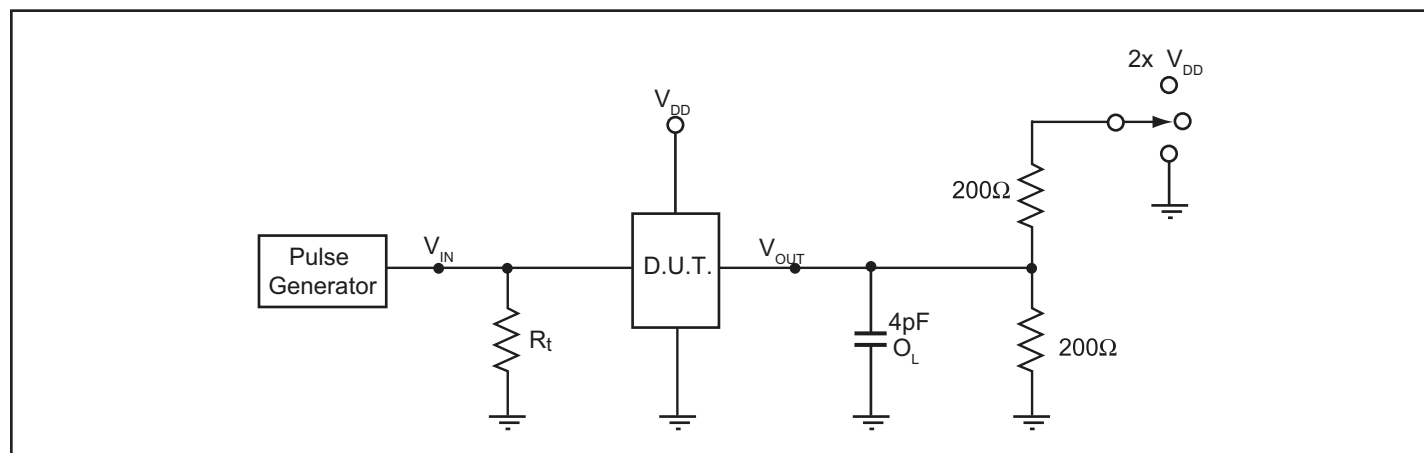 2x V_DD
V_DD
200Ω
Pulse
Generator
V_IN
D.U.T.
V_OUT
R_t
4pF
O_L
200Ω